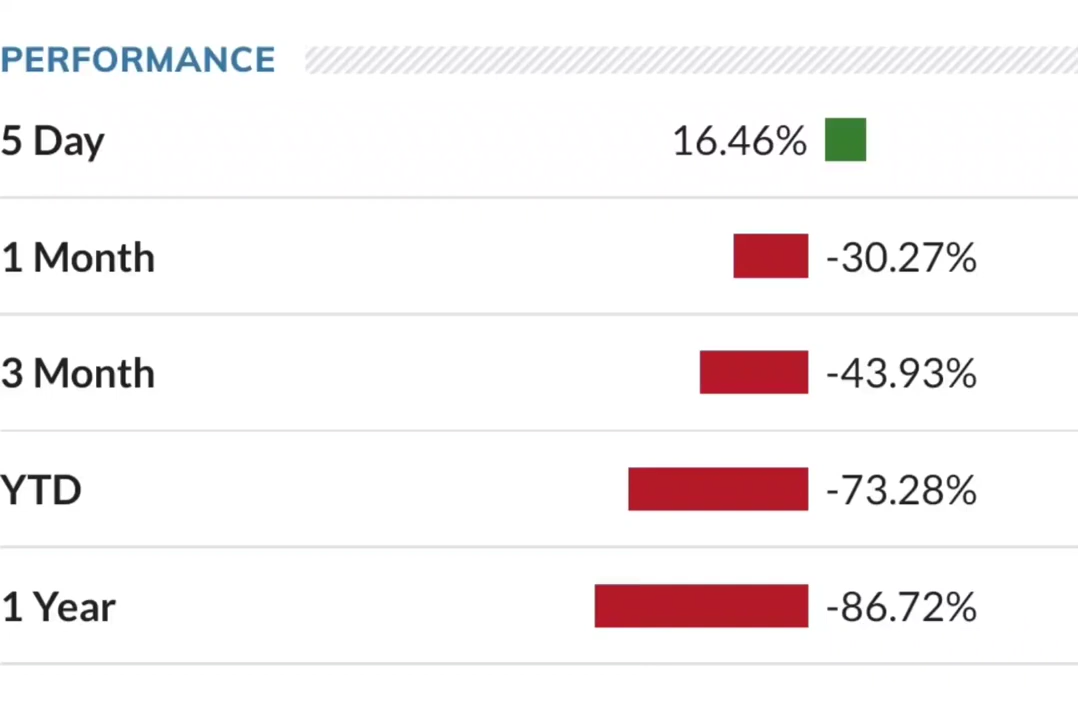 PERFORMANCE
5 Day 16.46%
1 Month -30.27%
3 Month -43.93%
YTD -73.28%
1 Year -86.72%